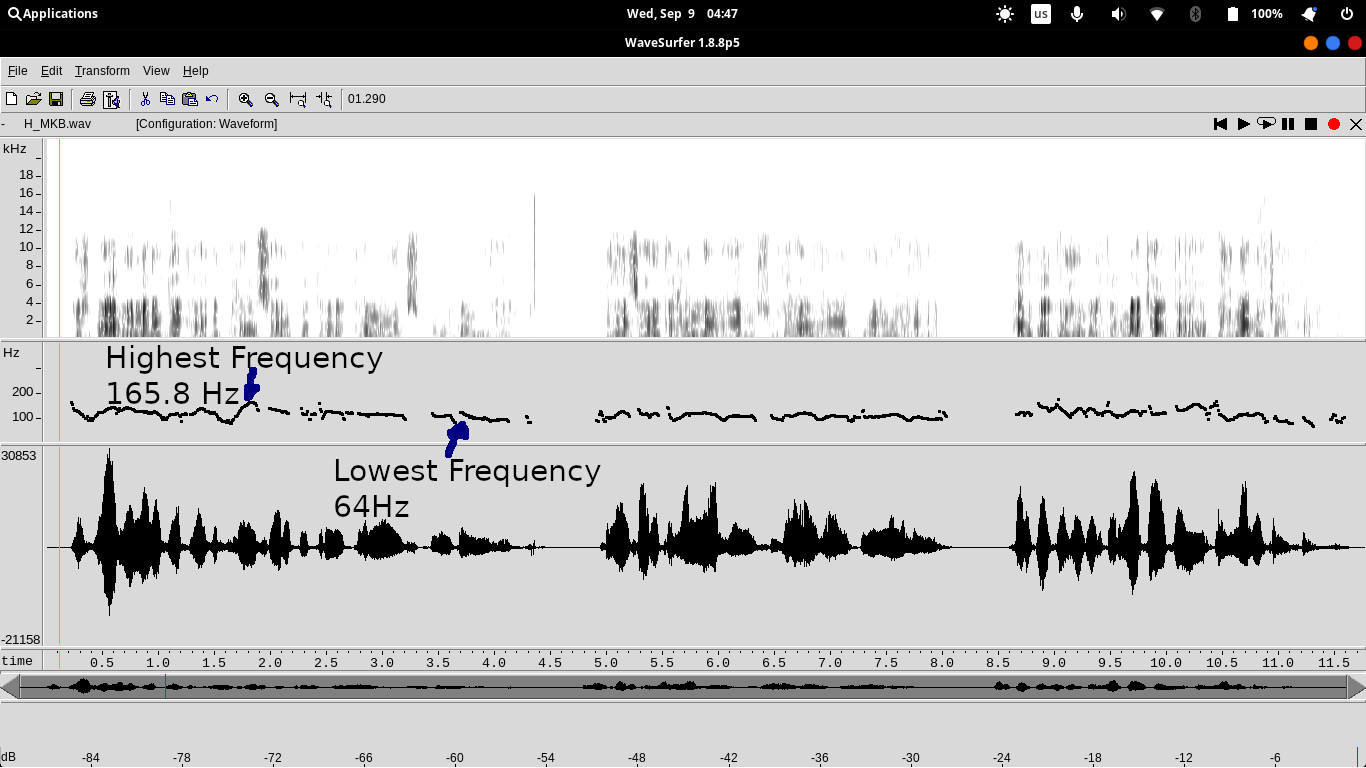 Applications
Wed, Sep 9 04:47
us
100%
WaveSurfer 1.8.8p5
File Edit Transform View Help
01.290
- H_MKB.wav [Configuration: Waveform]
kHz
18
16
14
12
10
8
6
4
2
Hz
200
100
Highest Frequency
165.8 Hz
30853
Lowest Frequency
64Hz
-21158
time 0.5 1.0 1.5 2.0 2.5 3.0 3.5 4.0 4.5 5.0 5.5 6.0 6.5 7.0 7.5 8.0 8.5 9.0 9.5 10.0 10.5 11.0 11.5
dB -84 -78 -72 -66 -60 -54 -48 -42 -36 -30 -24 -18 -12 -6